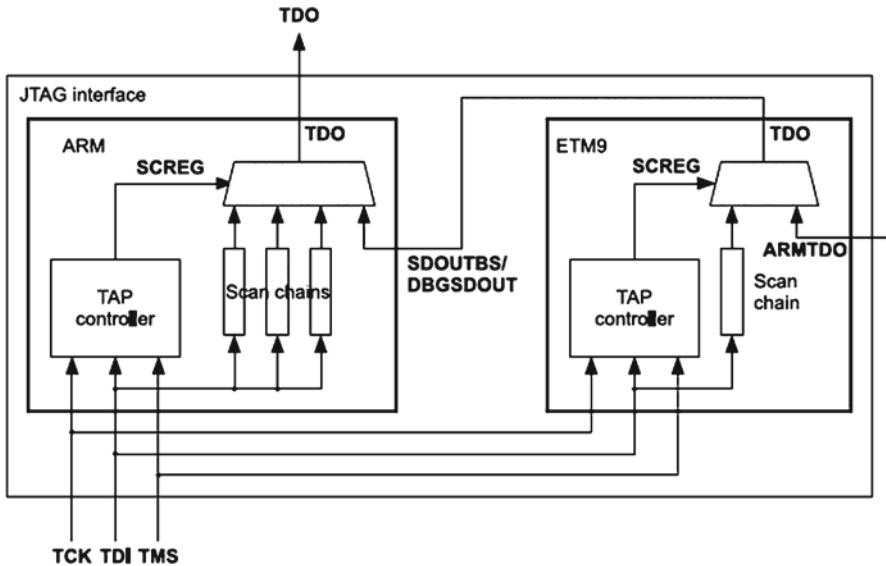 TDO
JTAG interface
ARM
TDO
SCREG
TAP
controller
Scan chains
SDOUTBS/
DBGSDOUT
ETM9
TDO
SCREG
ARMTDO
TAP
controller
Scan
chain
TCK TDI TMS